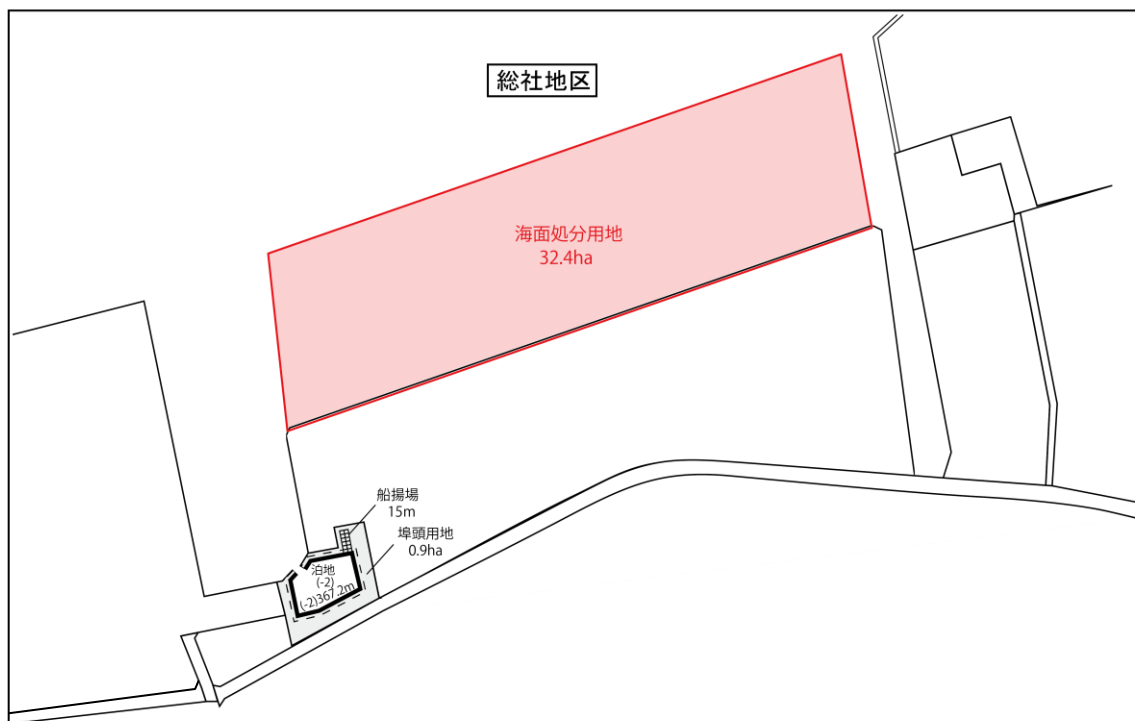 総社地区
海面処分用地
32.4ha
船揚場
15m
埠頭用地
0.9ha
泊地
(-2)
(-2)367.2m